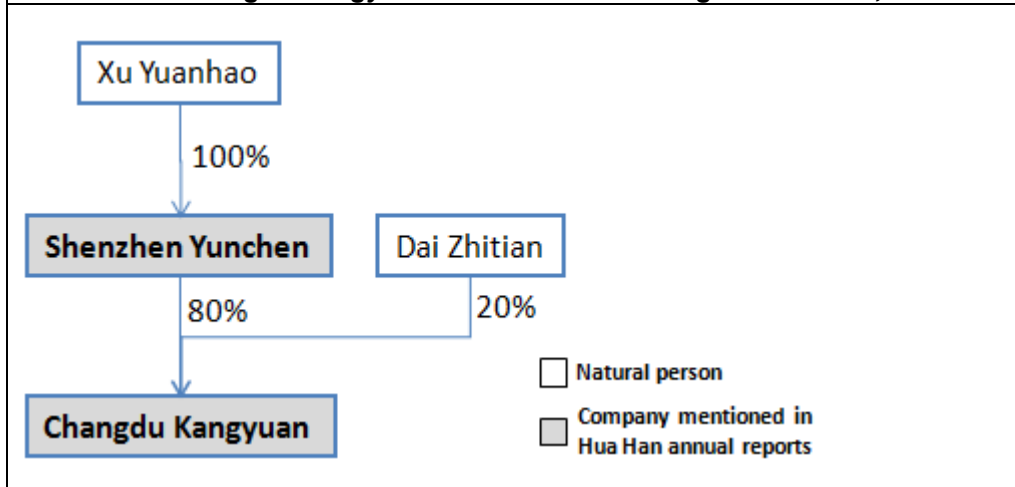 Xu Yuanhao
100%
Shenzhen Yunchen
Dai Zhitian
80%
20%
Natural person
Changdu Kangyuan
Company mentioned in
Hua Han annual reports